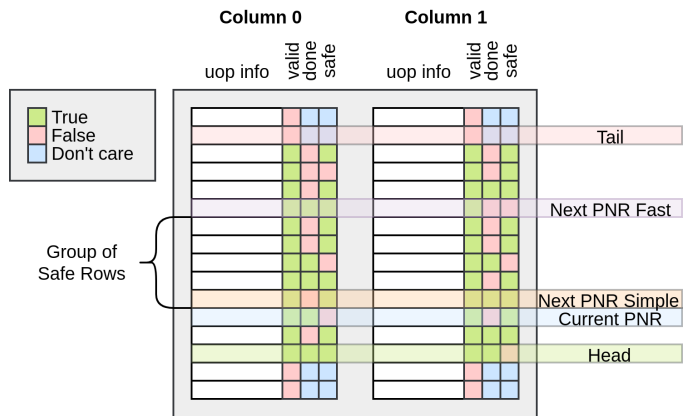 Column 0
Column 1
uop info
valid
done
safe
uop info
valid
done
safe
True
False
Don't care
Tail
Next PNR Fast
Group of
Safe Rows
Next PNR Simple
Current PNR
Head